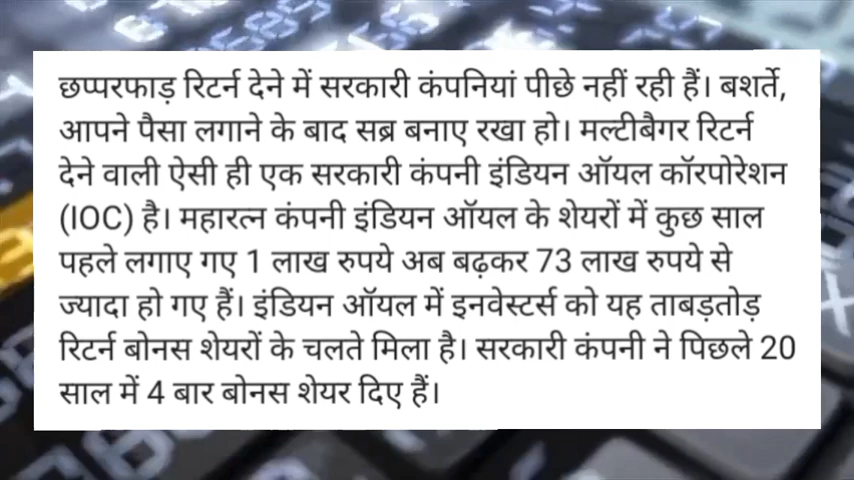 छप्परफाड़ रिटर्न देने में सरकारी कंपनियां पीछे नहीं रही हैं। बशर्ते,
आपने पैसा लगाने के बाद सब्र बनाए रखा हो। मल्टीबैगर रिटर्न
देने वाली ऐसी ही एक सरकारी कंपनी इंडियन ऑयल कॉरपोरेशन
(IOC) है। महारत्न कंपनी इंडियन ऑयल के शेयरों में कुछ साल
पहले लगाए गए 1 लाख रुपये अब बढ़कर 73 लाख रुपये से
ज्यादा हो गए हैं। इंडियन ऑयल में इनवेस्टर्स को यह ताबड़तोड़
रिटर्न बोनस शेयरों के चलते मिला है। सरकारी कंपनी ने पिछले 20
साल में 4 बार बोनस शेयर दिए हैं।